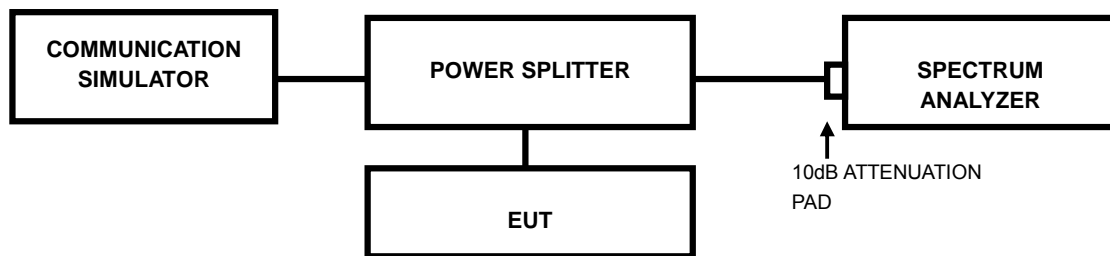 COMMUNICATION
SIMULATOR
POWER SPLITTER
SPECTRUM
ANALYZER
10dB ATTENUATION
PAD
EUT